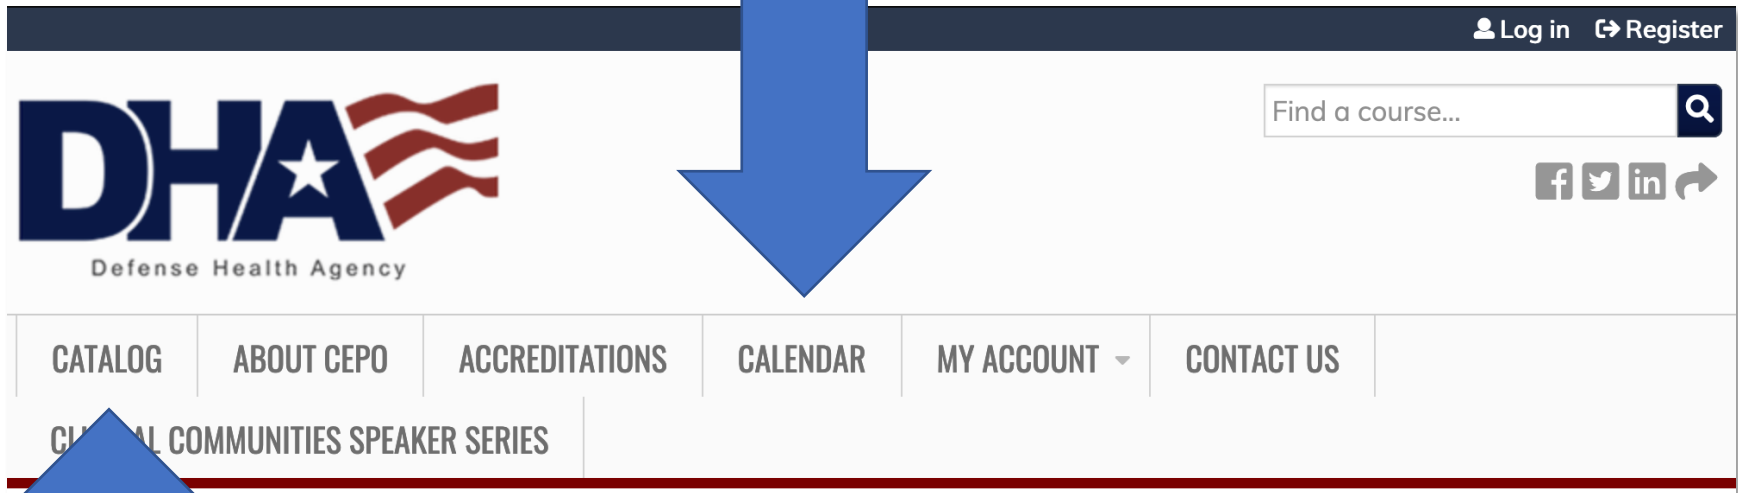 Log in Register
DHA
Find a course...
Defense Health Agency
CATALOG ABOUT CEPO ACCREDITATIONS CALENDAR MY ACCOUNT CONTACT US
COMMUNITIES SPEAKER SERIES